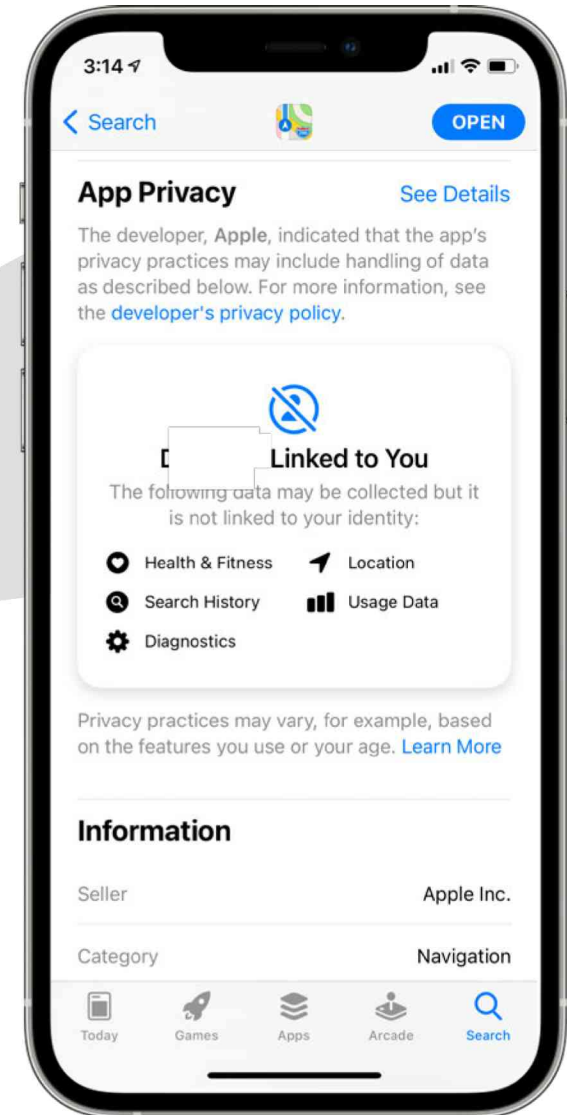 3:14
Search
OPEN
App Privacy
See Details
The developer, Apple, indicated that the app's
privacy practices may include handling of data
as described below. For more information, see
the developer's privacy policy.
Linked to You
The following data may be collected but it
is not linked to your identity:
Health & Fitness
Location
Search History
Usage Data
Diagnostics
Privacy practices may vary, for example, based
on the features you use or your age. Learn More
Information
Seller
Apple Inc.
Category
Navigation
Today
Games
Apps
Arcade
Search